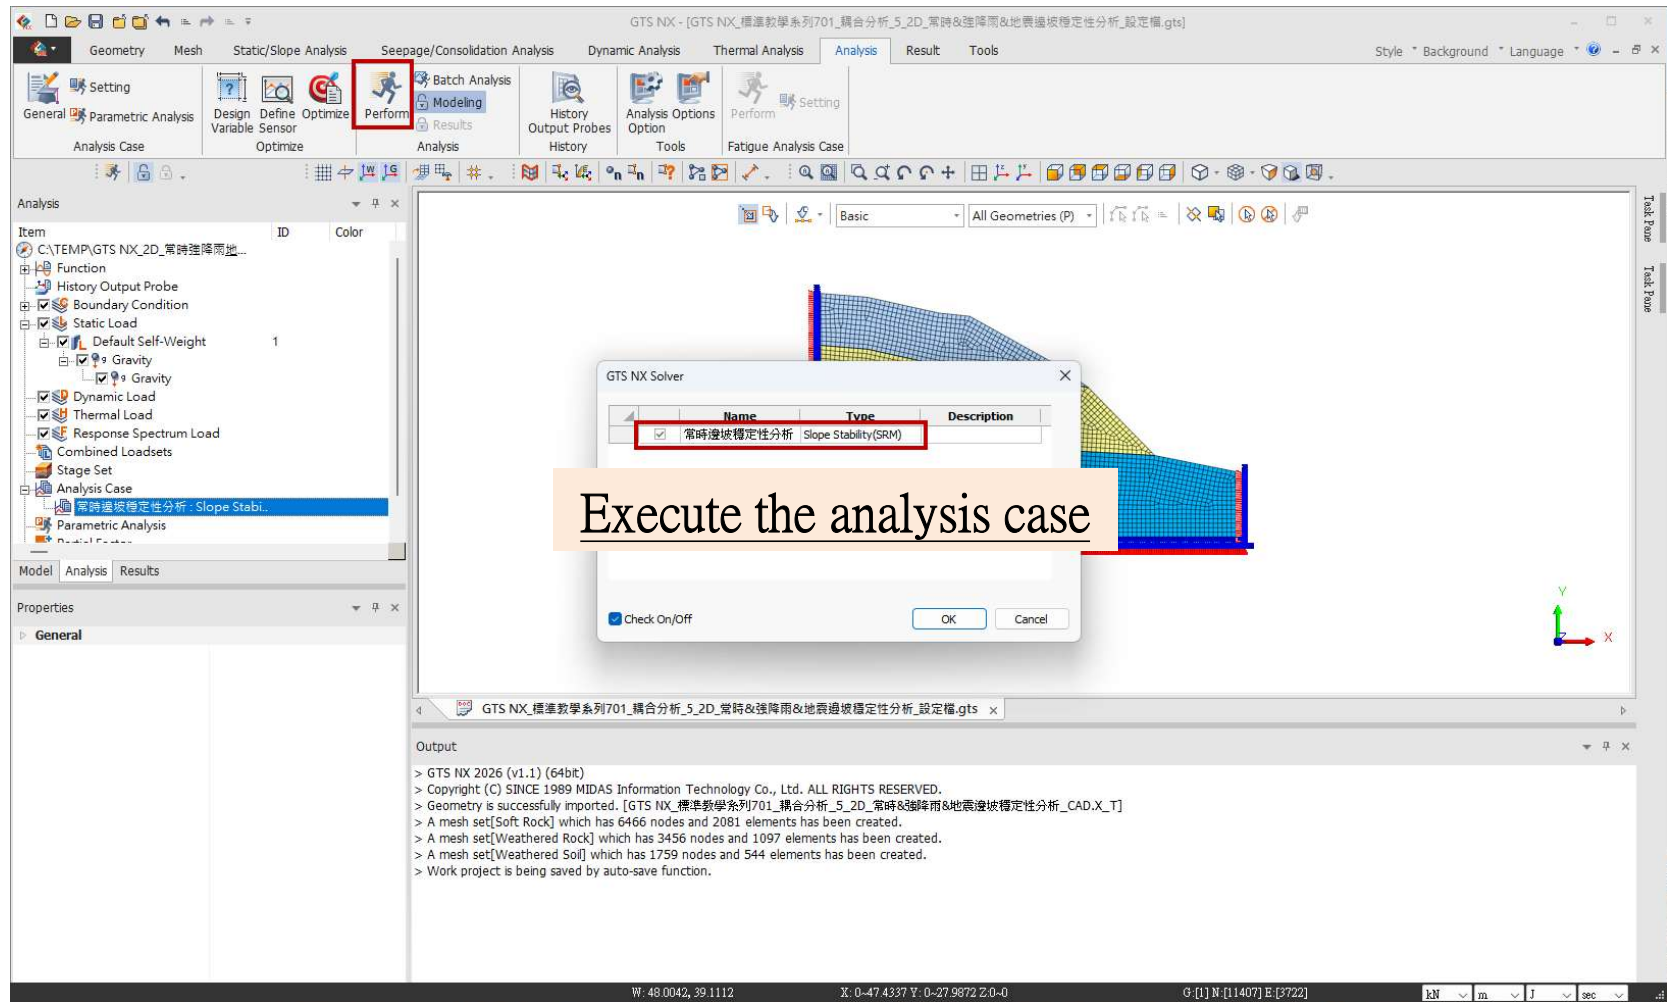 GTS NX - [GTS NX_標準教學系列701_耦合分析_5_2D_常時&強降雨&地震邊坡穩定性分析_設定檔.gts]
Geometry Mesh Static/Slope Analysis Seepage/Consolidation Analysis Dynamic Analysis Thermal Analysis Analysis Result Tools Style Background Language
General Setting Parametric Analysis
Analysis Case
Design Variable Define Sensor Optimize
Optimize
Perform Batch Analysis Modeling Results
Analysis
History Output Probes
History
Analysis Option Options
Tools
Perform Setting
Fatigue Analysis Case
Analysis
Basic All Geometries (P)
Item ID Color
C:\TEMP\GTS NX_2D_常時強降雨地...
Function
History Output Probe
Boundary Condition
Static Load
Default Self-Weight 1
Gravity
Gravity
Dynamic Load
Thermal Load
Response Spectrum Load
Combined Loadsets
Stage Set
Analysis Case
常時邊坡穩定性分析 : Slope Stabi..
Parametric Analysis
Model Analysis Results
Properties
General
GTS NX Solver
Name Type Description
常時邊坡穩定性分析 Slope Stability(SRM)
Execute the analysis case
Check On/Off OK Cancel
Y
Z X
Task Pane
Task Pane
GTS NX_標準教學系列701_耦合分析_5_2D_常時&強降雨&地震邊坡穩定性分析_設定檔.gts
Output
> GTS NX 2026 (v1.1) (64bit)
> Copyright (C) SINCE 1989 MIDAS Information Technology Co., Ltd. ALL RIGHTS RESERVED.
> Geometry is successfully imported. [GTS NX_標準教學系列701_耦合分析_5_2D_常時&強降雨&地震邊坡穩定性分析_CAD.X_T]
> A mesh set[Soft Rock] which has 6466 nodes and 2081 elements has been created.
> A mesh set[Weathered Rock] which has 3456 nodes and 1097 elements has been created.
> A mesh set[Weathered Soil] which has 1759 nodes and 544 elements has been created.
> Work project is being saved by auto-save function.
W: 48.0042, 39.1112 X: 0~47.4337 Y: 0~27.9872 Z:0~0 G:[1] N:[11407] E:[3722] kN m J sec